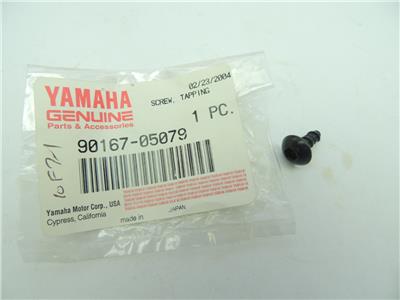 02/23/2004
YAMAHA
SCREW, TAPPING
GENUINE
Parts & Accessories
1 PC.
90167-05079
10F71
Yamaha Motor Corp., USA
Cypress, California
made in
JAPAN